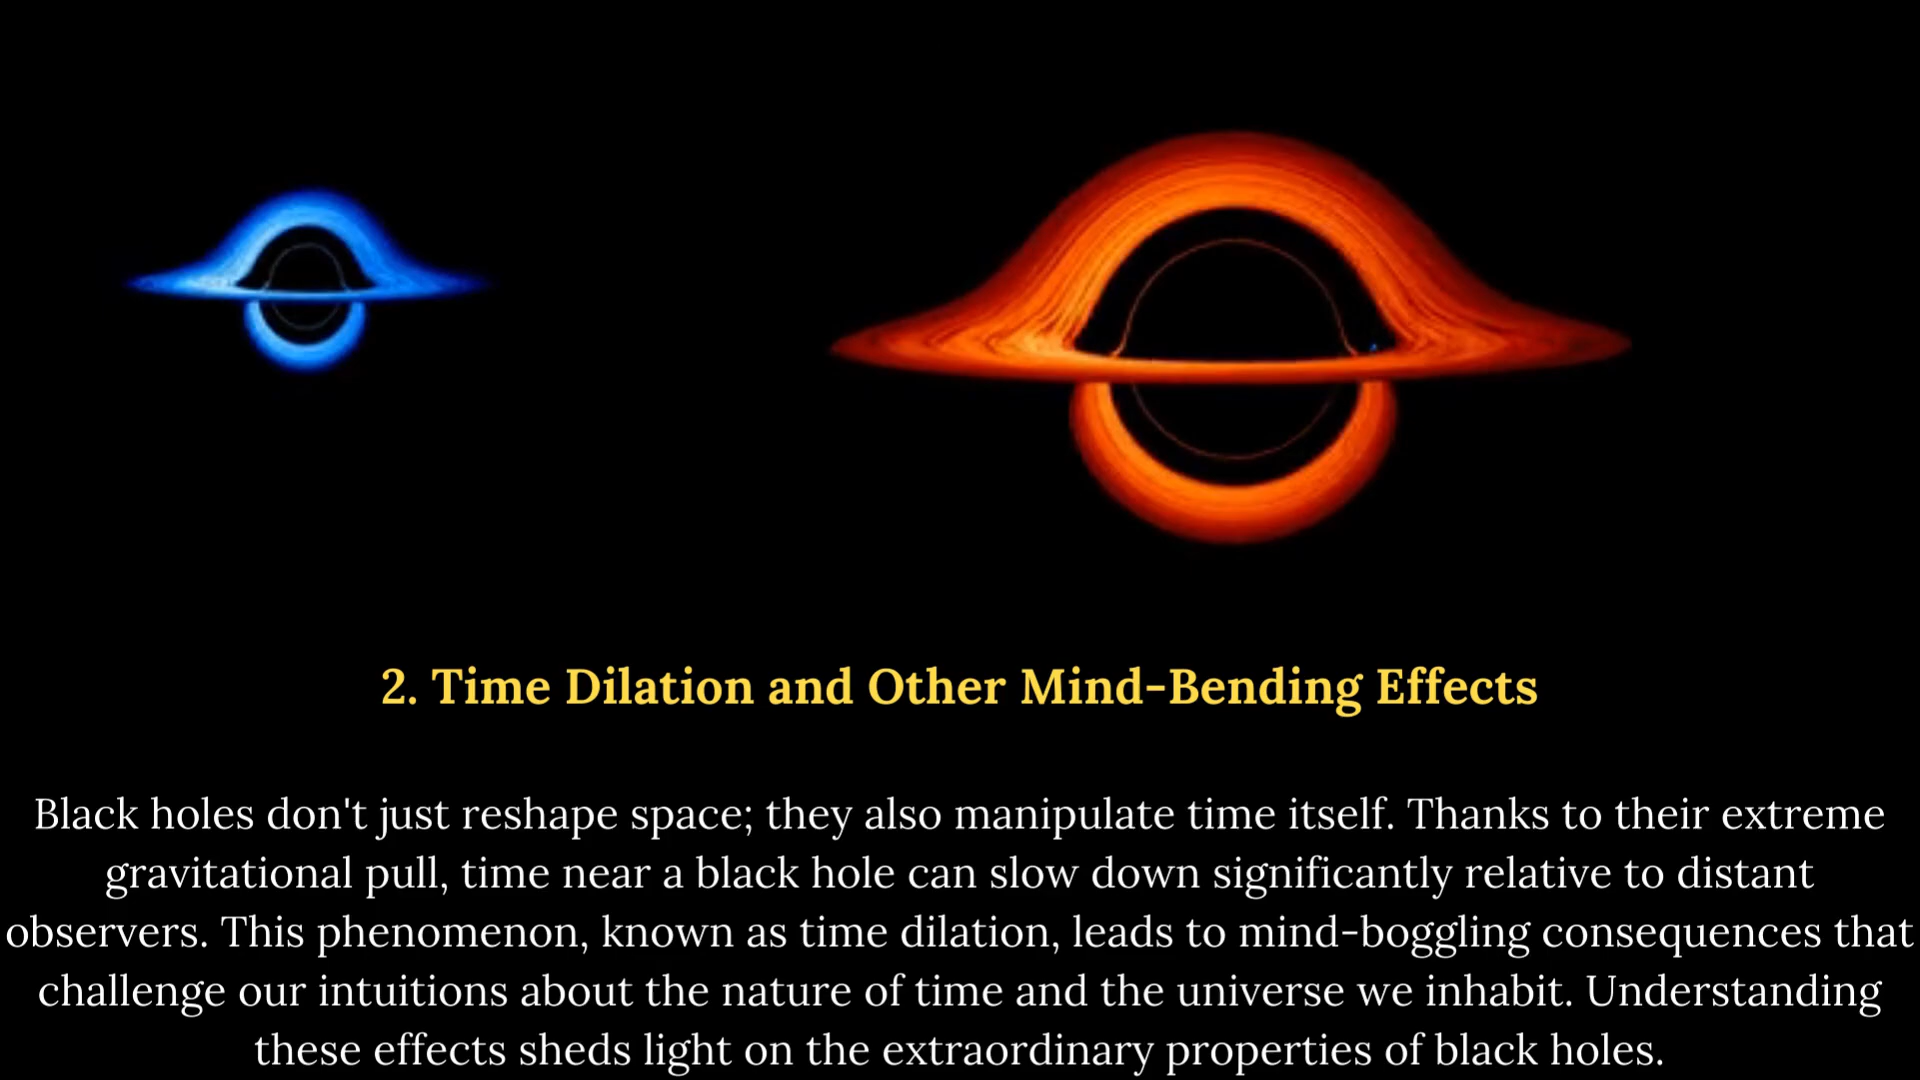 2. Time Dilation and Other Mind-Bending Effects
Black holes don't just reshape space; they also manipulate time itself. Thanks to their extreme
gravitational pull, time near a black hole can slow down significantly relative to distant
observers. This phenomenon, known as time dilation, leads to mind-boggling consequences that
challenge our intuitions about the nature of time and the universe we inhabit. Understanding
these effects sheds light on the extraordinary properties of black holes.